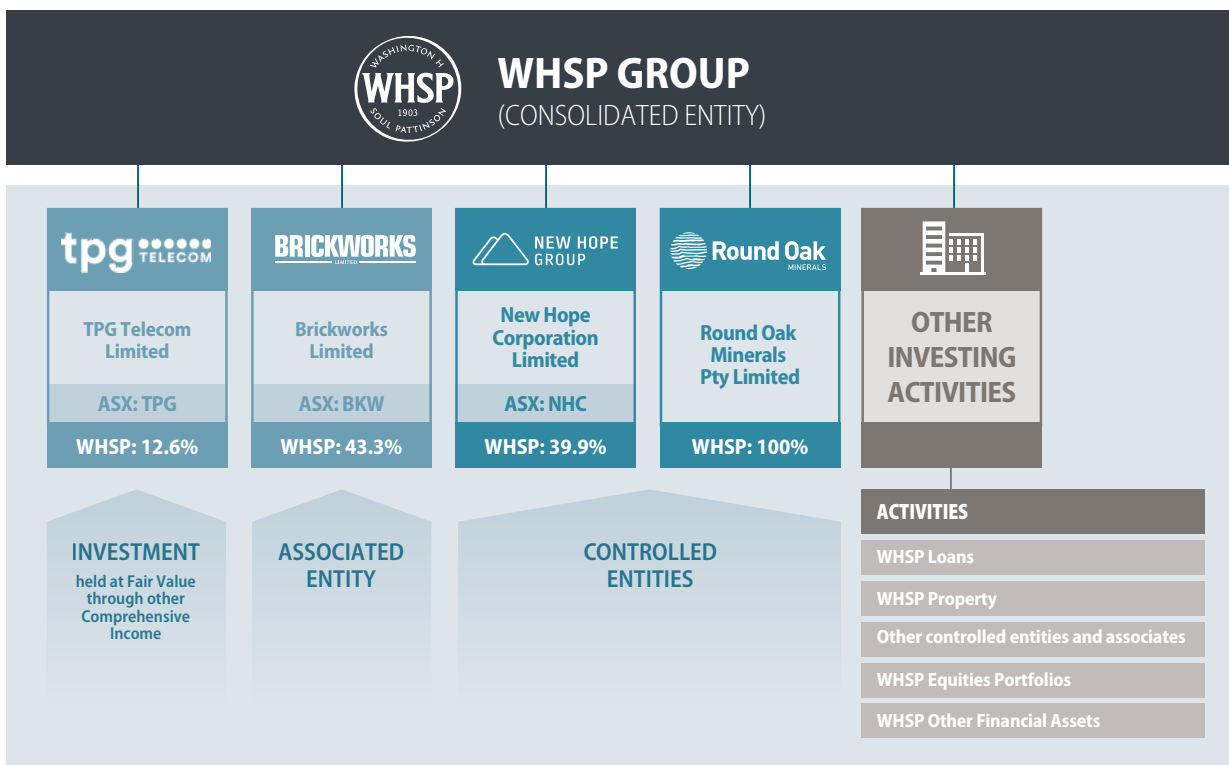 WASHINGTON H
WHSP
1903
SOUL PATTINSON
WHSP GROUP
(CONSOLIDATED ENTITY)
tpg TELECOM
TPG Telecom
Limited
ASX: TPG
WHSP: 12.6%
BRICKWORKS
LIMITED
Brickworks
Limited
ASX: BKW
WHSP: 43.3%
NEW HOPE
GROUP
New Hope
Corporation
Limited
ASX: NHC
WHSP: 39.9%
Round Oak
MINERALS
Round Oak
Minerals
Pty Limited
WHSP: 100%
OTHER
INVESTING
ACTIVITIES
INVESTMENT
held at Fair Value
through other
Comprehensive
Income
ASSOCIATED
ENTITY
CONTROLLED
ENTITIES
ACTIVITIES
WHSP Loans
WHSP Property
Other controlled entities and associates
WHSP Equities Portfolios
WHSP Other Financial Assets